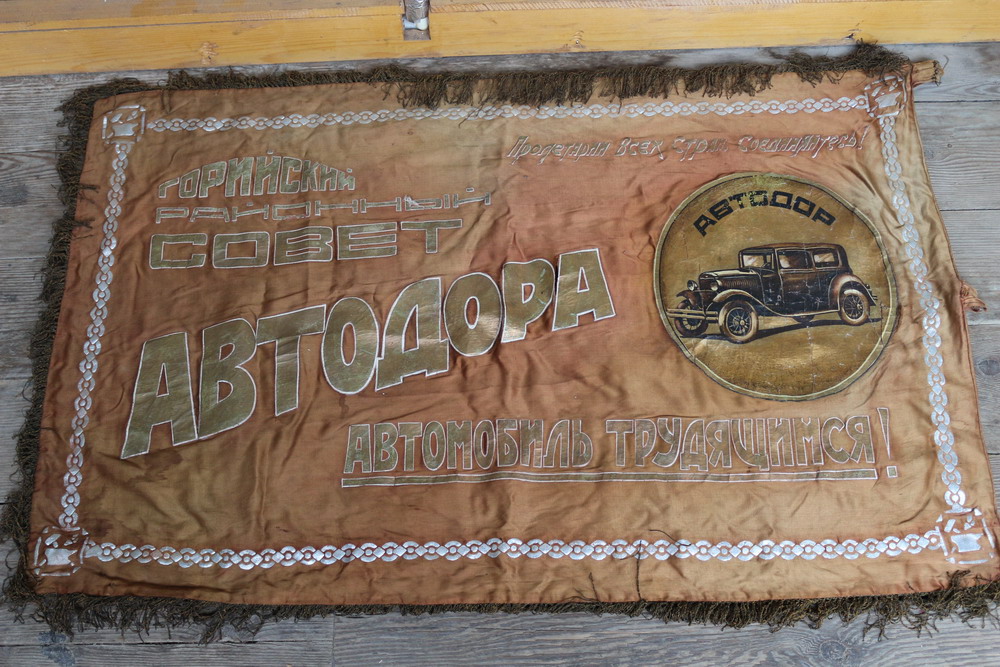 Пролетарии всех стран соединяйтесь!
ГОРИЙСКИЙ
РАЙОННЫЙ
СОВЕТ
АВТОДОРА
АВТОДОР
АВТОМОБИЛЬ ТРУДЯЩИМСЯ!